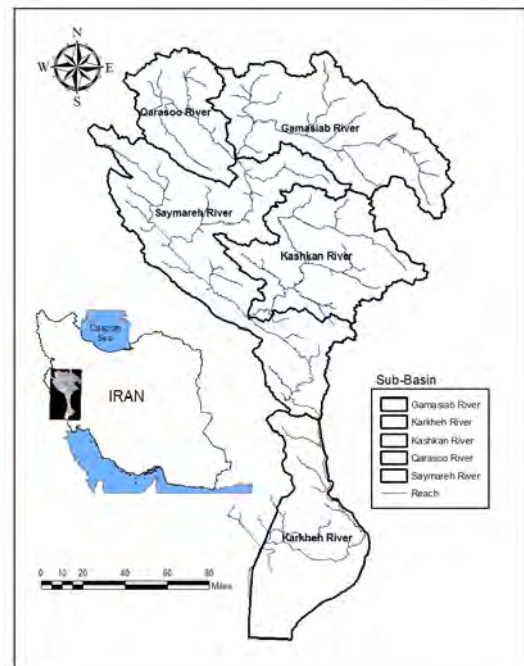 N
W E
S
Qarasoo River
Gamasiab River
Saymareh River
Kashkan River
Caspian
Sea
IRAN
Sub-Basin
Gamasiab River
Karkheh River
Kashkan River
Qarasoo River
Saymareh River
Reach
Karkheh River
0 5 10 20 40 60 80
Miles